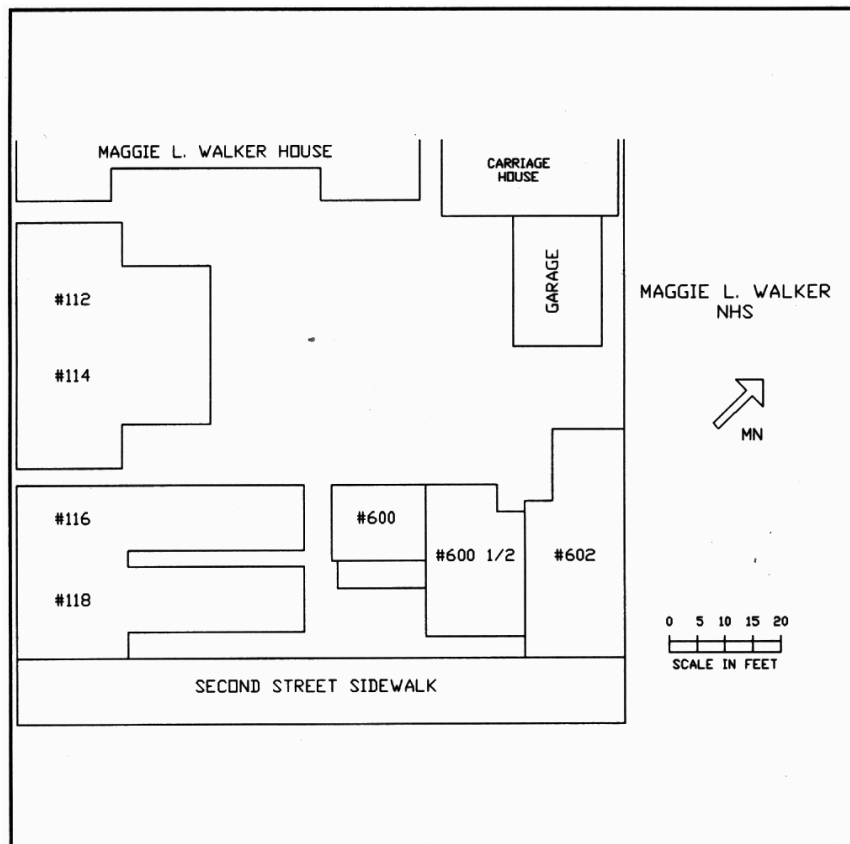 MAGGIE L. WALKER HOUSE
CARRIAGE
HOUSE
GARAGE
#112
MAGGIE L. WALKER
NHS
#114
MN
#116
#600
#600 1/2
#602
#118
0 5 10 15 20
SCALE IN FEET
SECOND STREET SIDEWALK